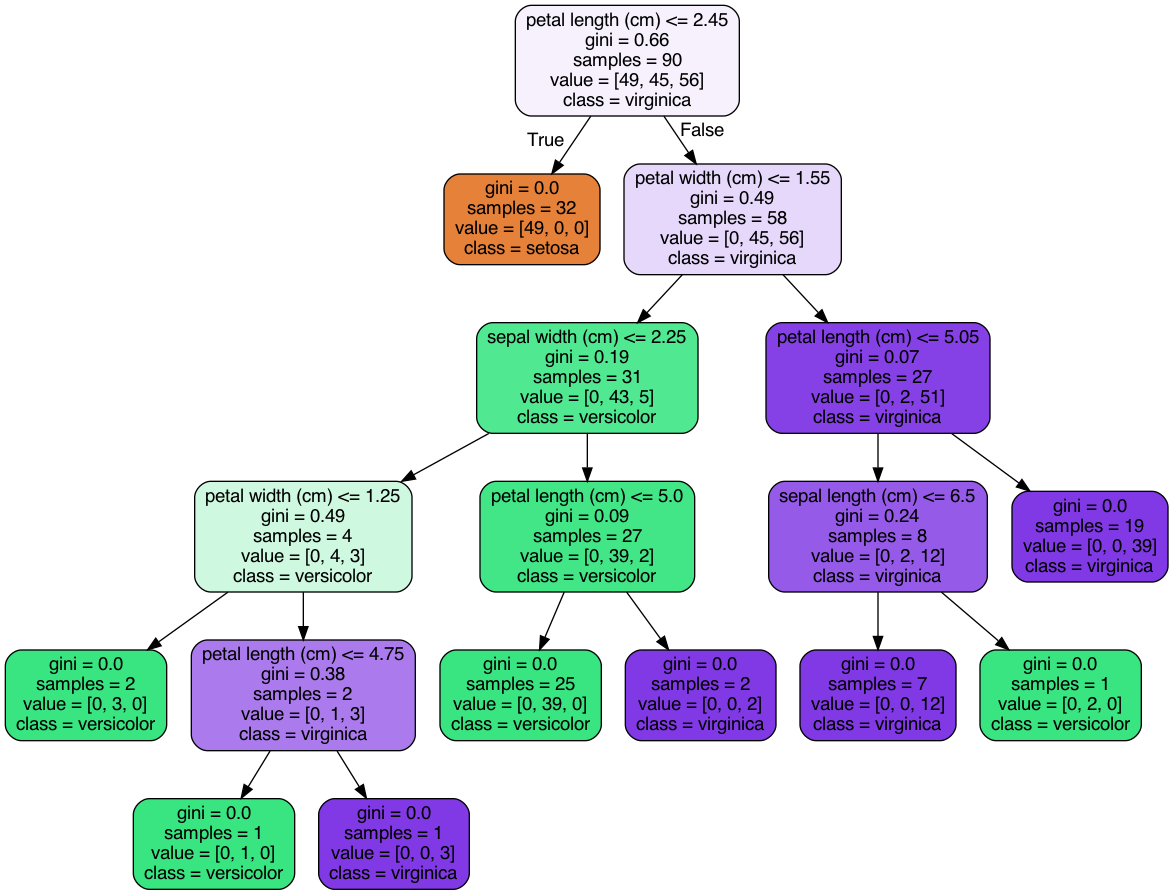 petal length (cm) <= 2.45
gini = 0.66
samples = 90
value = [49, 45, 56]
class = virginica
True
False
gini = 0.0
samples = 32
value = [49, 0, 0]
class = setosa
petal width (cm) <= 1.55
gini = 0.49
samples = 58
value = [0, 45, 56]
class = virginica
sepal width (cm) <= 2.25
gini = 0.19
samples = 31
value = [0, 43, 5]
class = versicolor
petal length (cm) <= 5.05
gini = 0.07
samples = 27
value = [0, 2, 51]
class = virginica
petal width (cm) <= 1.25
gini = 0.49
samples = 4
value = [0, 4, 3]
class = versicolor
petal length (cm) <= 5.0
gini = 0.09
samples = 27
value = [0, 39, 2]
class = versicolor
sepal length (cm) <= 6.5
gini = 0.24
samples = 8
value = [0, 2, 12]
class = virginica
gini = 0.0
samples = 19
value = [0, 0, 39]
class = virginica
gini = 0.0
samples = 2
value = [0, 3, 0]
class = versicolor
petal length (cm) <= 4.75
gini = 0.38
samples = 2
value = [0, 1, 3]
class = virginica
gini = 0.0
samples = 25
value = [0, 39, 0]
class = versicolor
gini = 0.0
samples = 2
value = [0, 0, 2]
class = virginica
gini = 0.0
samples = 7
value = [0, 0, 12]
class = virginica
gini = 0.0
samples = 1
value = [0, 2, 0]
class = versicolor
gini = 0.0
samples = 1
value = [0, 1, 0]
class = versicolor
gini = 0.0
samples = 1
value = [0, 0, 3]
class = virginica